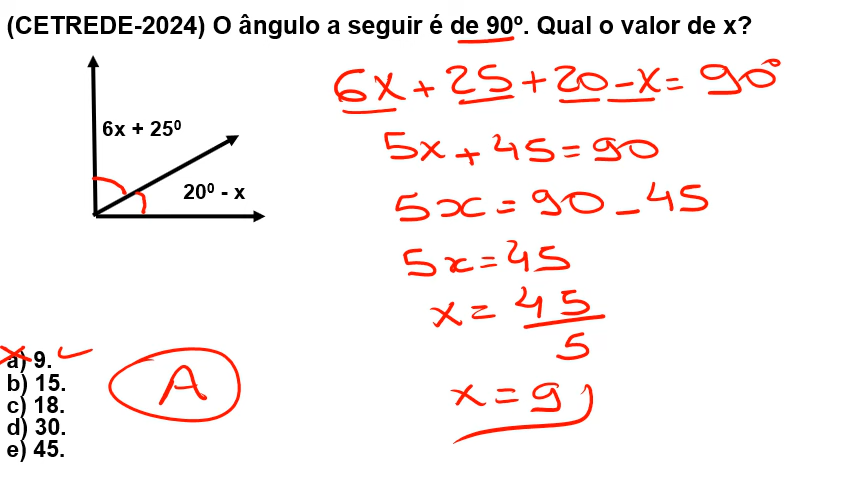 (CETREDE-2024) O ângulo a seguir é de 90º. Qual o valor de x?
6x + 25⁰
20⁰ - x
6x + 25 + 20 - x = 90°
5x + 45 = 90
5x = 90 - 45
5x = 45
x = 45/5
x = 9
a) 9.
b) 15.
c) 18.
d) 30.
e) 45.
A